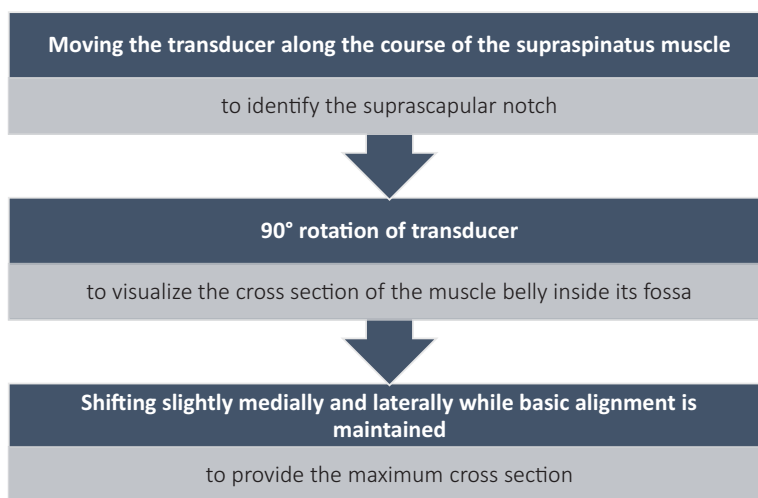 Moving the transducer along the course of the supraspinatus muscle
to identify the suprascapular notch
90° rotation of transducer
to visualize the cross section of the muscle belly inside its fossa
Shifting slightly medially and laterally while basic alignment is
maintained
to provide the maximum cross section